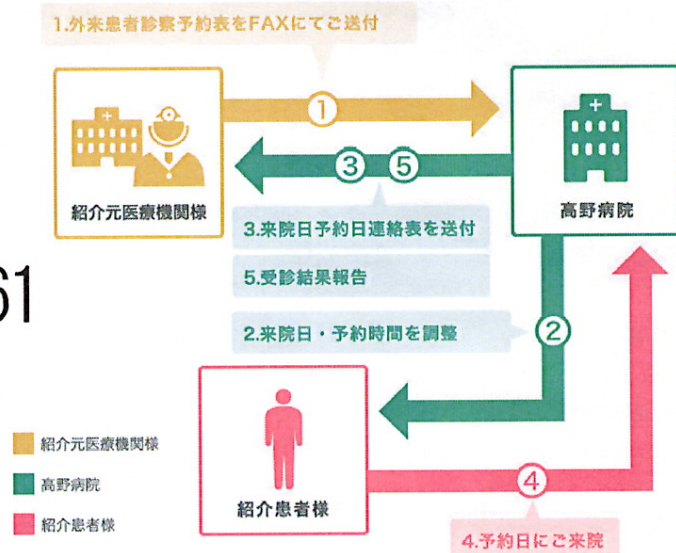 1.外来患者診察予約表をFAXにてご送付
①
③ ⑤
紹介元医療機関様
高野病院
3.来院日予約日連絡表を送付
5.受診結果報告
61
2.来院日・予約時間を調整
②
紹介元医療機関様
高野病院
紹介患者様
紹介患者様
④
4.予約日にご来院